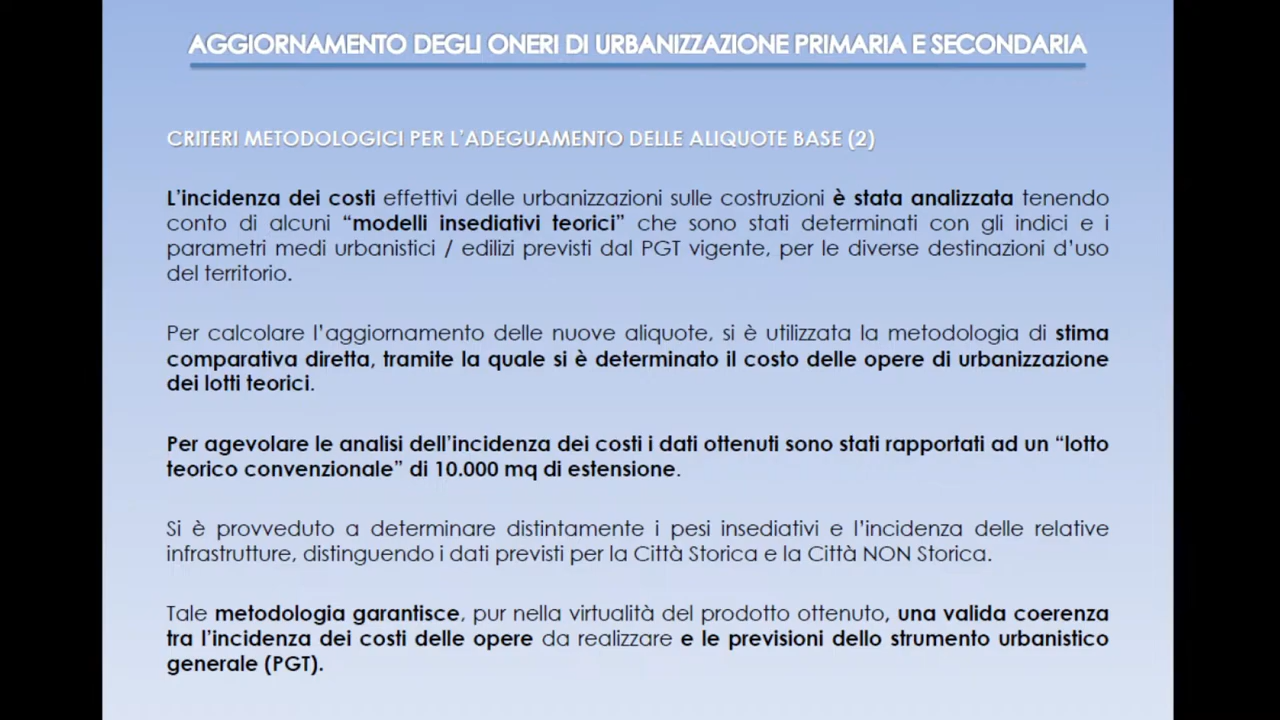 AGGIORNAMENTO DEGLI ONERI DI URBANIZZAZIONE PRIMARIA E SECONDARIA
CRITERI METODOLOGICI PER L'ADEGUAMENTO DELLE ALIQUOTE BASE (2)
L'incidenza dei costi effettivi delle urbanizzazioni sulle costruzioni è stata analizzata tenendo
conto di alcuni “modelli insediativi teorici” che sono stati determinati con gli indici e i
parametri medi urbanistici / edilizi previsti dal PGT vigente, per le diverse destinazioni d'uso
del territorio.
Per calcolare l'aggiornamento delle nuove aliquote, si è utilizzata la metodologia di stima
comparativa diretta, tramite la quale si è determinato il costo delle opere di urbanizzazione
dei lotti teorici.
Per agevolare le analisi dell'incidenza dei costi i dati ottenuti sono stati rapportati ad un “lotto
teorico convenzionale” di 10.000 mq di estensione.
Si è provveduto a determinare distintamente i pesi insediativi e l'incidenza delle relative
infrastrutture, distinguendo i dati previsti per la Città Storica e la Città NON Storica.
Tale metodologia garantisce, pur nella virtualità del prodotto ottenuto, una valida coerenza
tra l'incidenza dei costi delle opere da realizzare e le previsioni dello strumento urbanistico
generale (PGT).